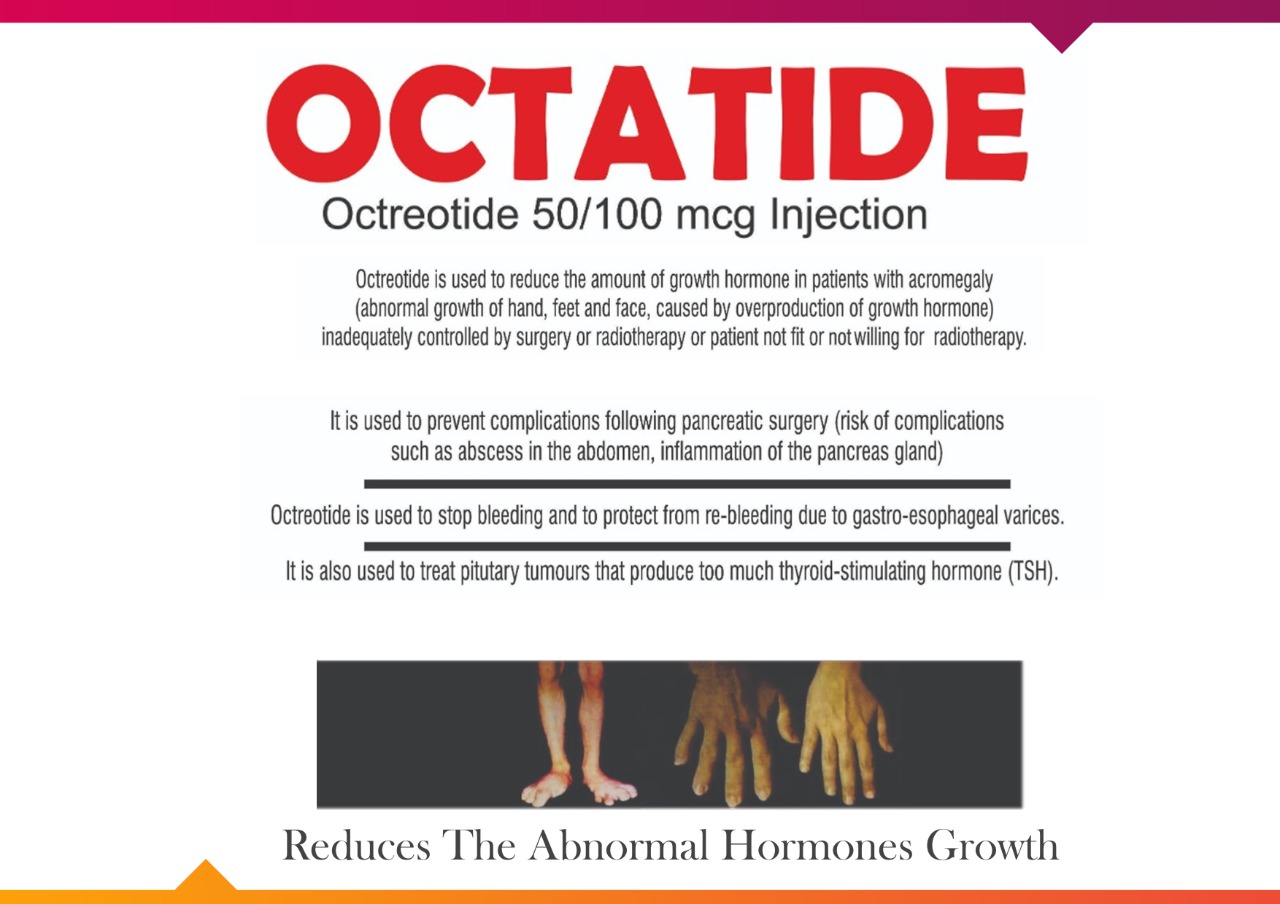 OCTATIDE
Octreotide 50/100 mcg Injection
Octreotide is used to reduce the amount of growth hormone in patients with acromegaly
(abnormal growth of hand, feet and face, caused by overproduction of growth hormone)
inadequately controlled by surgery or radiotherapy or patient not fit or not willing for radiotherapy.
It is used to prevent complications following pancreatic surgery (risk of complications
such as abscess in the abdomen, inflammation of the pancreas gland)
Octreotide is used to stop bleeding and to protect from re-bleeding due to gastro-esophageal varices.
It is also used to treat pitutary tumours that produce too much thyroid-stimulating hormone (TSH).
Reduces The Abnormal Hormones Growth